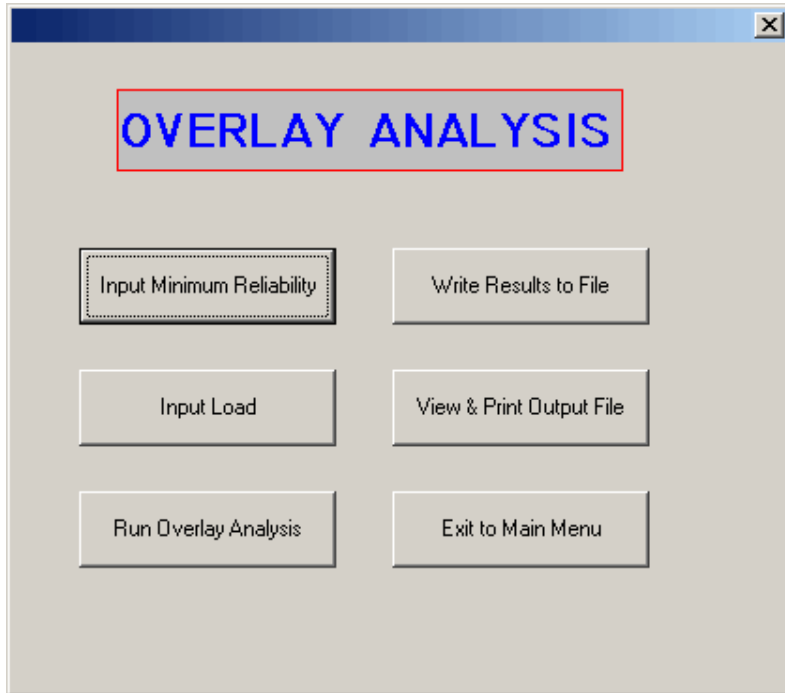 OVERLAY ANALYSIS
Input Minimum Reliability
Write Results to File
Input Load
View & Print Output File
Run Overlay Analysis
Exit to Main Menu